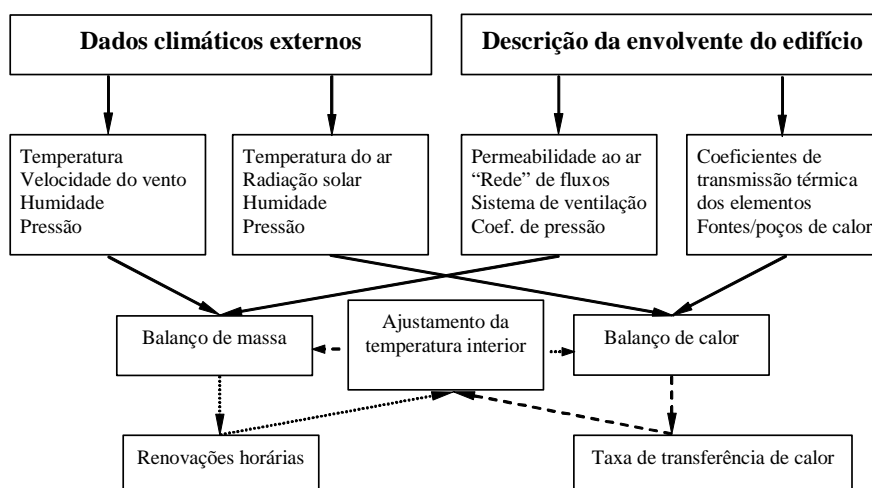 Dados climáticos externos
Descrição da envolvente do edifício
Temperatura
Velocidade do vento
Humidade
Pressão
Temperatura do ar
Radiação solar
Humidade
Pressão
Permeabilidade ao ar
“Rede” de fluxos
Sistema de ventilação
Coef. de pressão
Coeficientes de
transmissão térmica
dos elementos
Fontes/poços de calor
Balanço de massa
Ajustamento da
temperatura interior
Balanço de calor
Renovações horárias
Taxa de transferência de calor